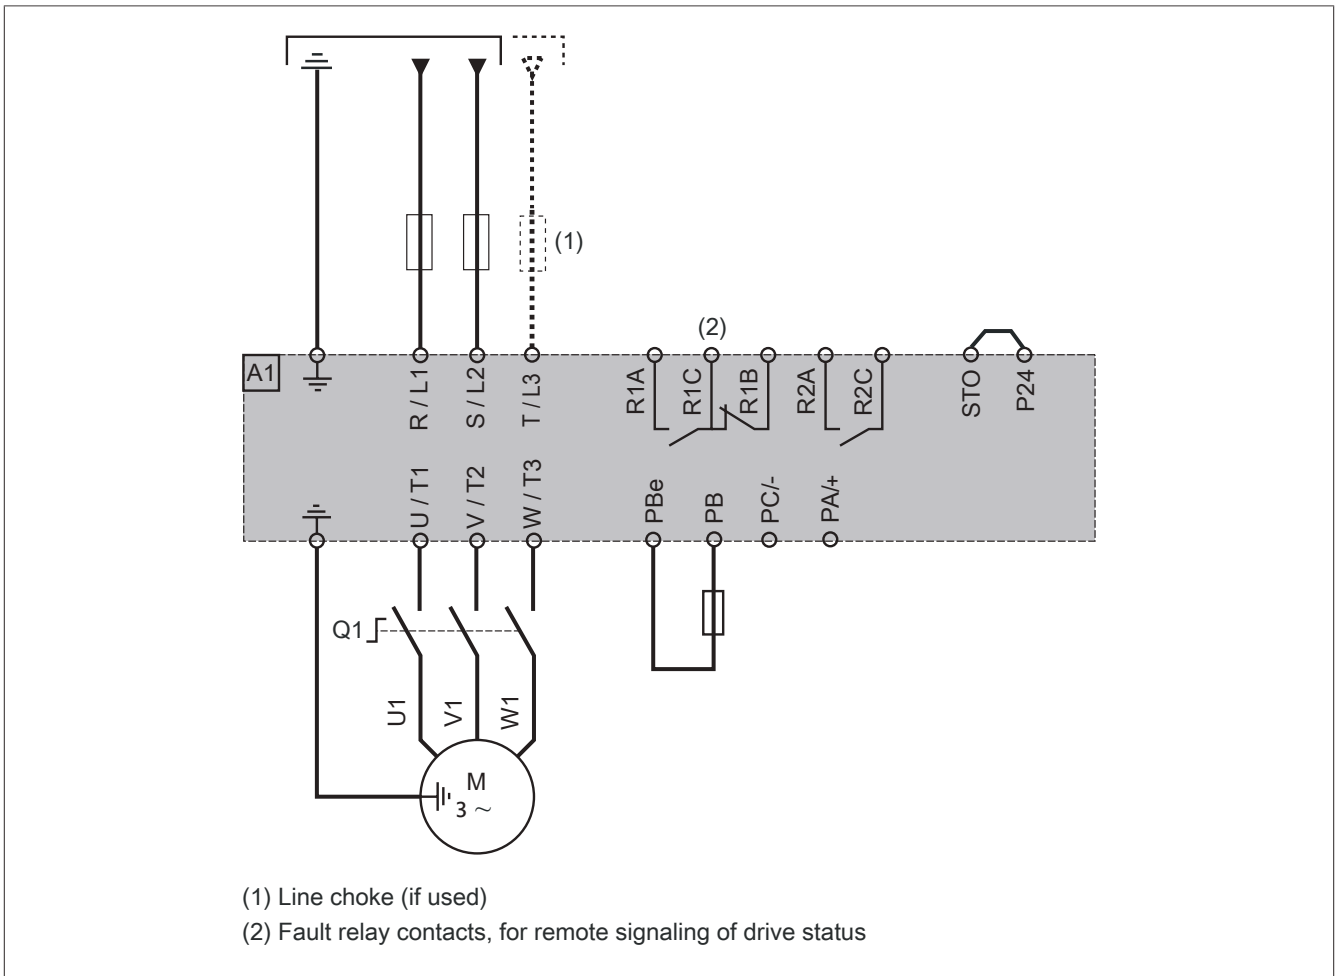 (1)
(2)
A1
R / L1
S / L2
T / L3
R1A
R1C
R1B
R2A
R2C
STO
P24
U / T1
V / T2
W / T3
PBe
PB
PC/-
PA/+
Q1
U1
V1
W1
M
3 ~
(1) Line choke (if used)
(2) Fault relay contacts, for remote signaling of drive status